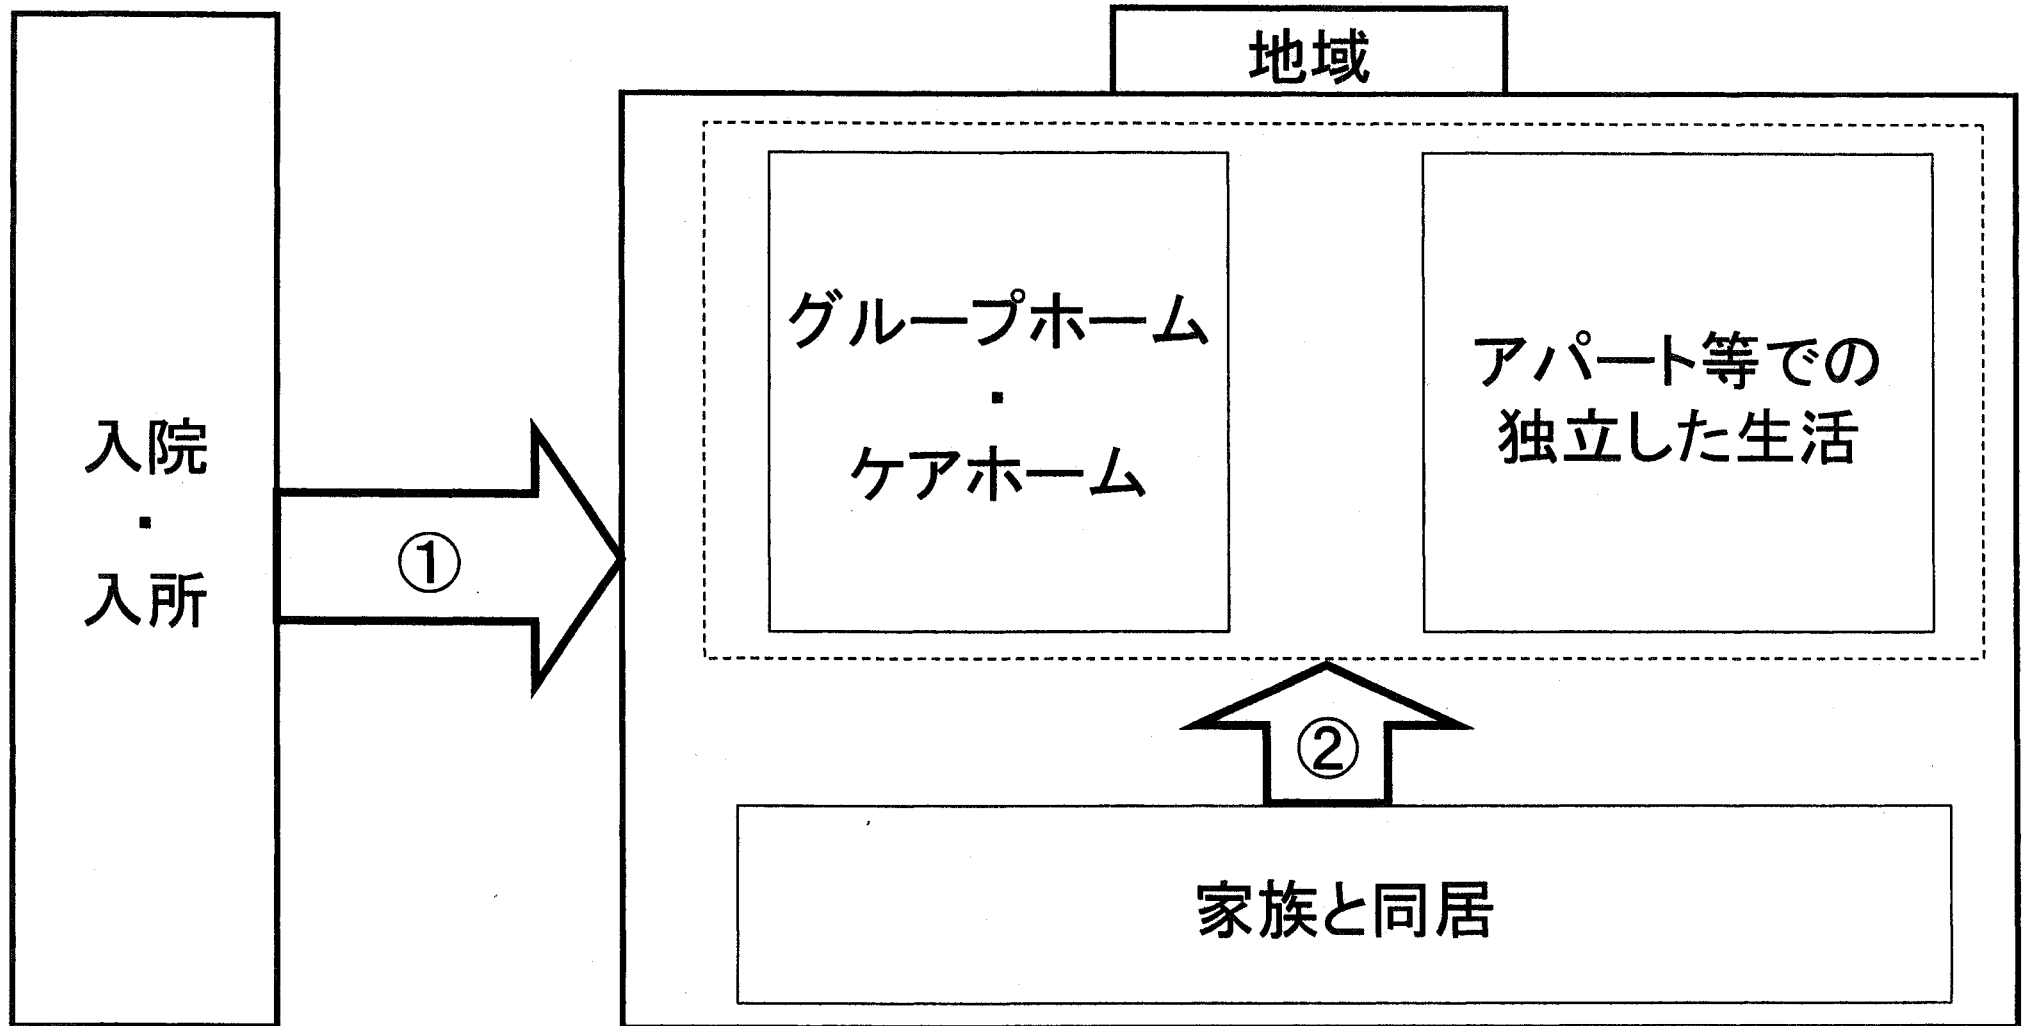 地域
入院
・
入所
①
グループホーム
・
ケアホーム
アパート等での
独立した生活
②
家族と同居